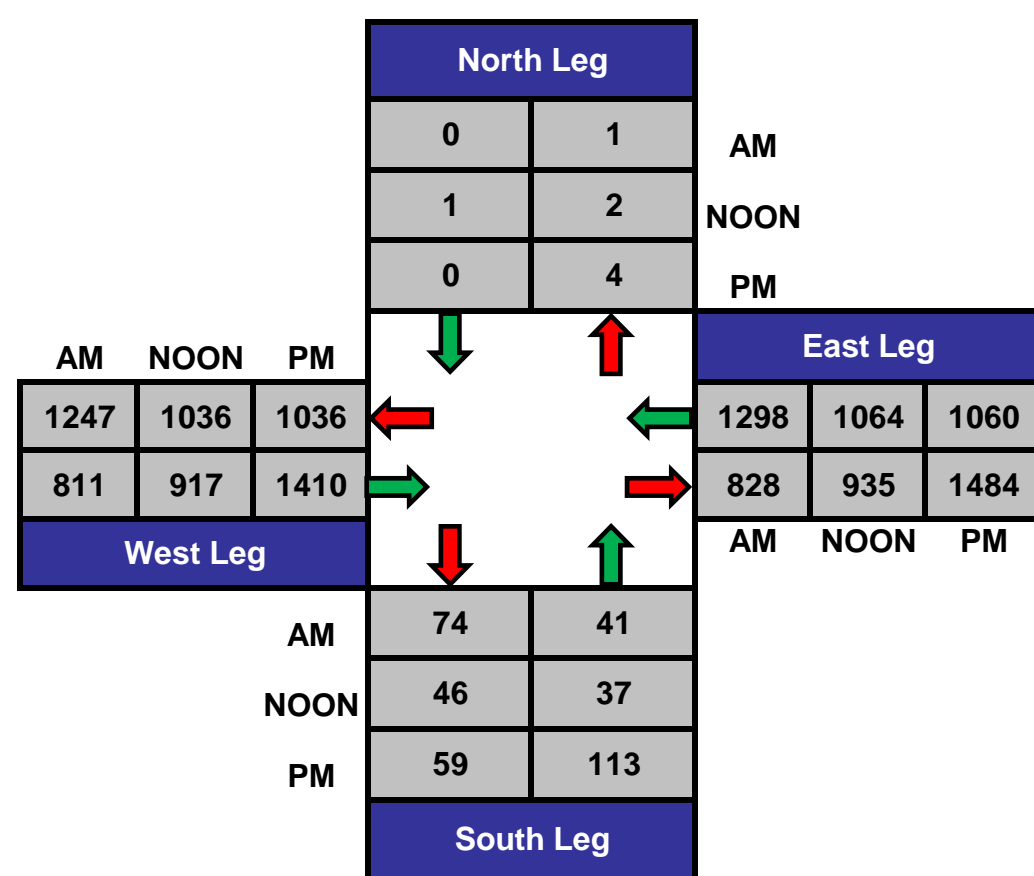 North Leg
0 1 AM
1 2 NOON
0 4 PM
East Leg
AM NOON PM
1247 1036 1036 1298 1064 1060
811 917 1410 828 935 1484
West Leg AM NOON PM
AM 74 41
NOON 46 37
PM 59 113
South Leg